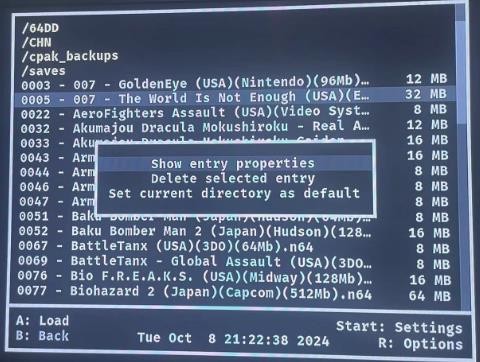 /64DD
/CHN
/cpak_backups
/saves
0003 - 007 - GoldenEye (USA)(Nintendo)(96Mb)… 12 MB
0005 - 007 - The World Is Not Enough (USA)(E… 32 MB
0022 - AeroFighters Assault (USA)(Video Syst… 8 MB
0032 - Akumajou Dracula Mokushiroku - Real A… 12 MB
0033 - Akumajou Dracula Mokushiroku Gaiden 16 MB
0043 - Arm 16 MB
0044 - Arm 8 MB
0046 - Arm 8 MB
0047 - Arm 8 MB
Show entry properties
Delete selected entry
Set current directory as default
0051 - Baku Bomber Man (Japan)(Hudson)(64Mb)… 8 MB
0052 - Baku Bomber Man 2 (Japan)(Hudson)(128… 16 MB
0067 - BattleTanx (USA)(3DO)(64Mb).n64 8 MB
0069 - BattleTanx - Global Assault (USA)(3DO… 8 MB
0076 - Bio F.R.E.A.K.S. (USA)(Midway)(128Mb)… 16 MB
0077 - Biohazard 2 (Japan)(Capcom)(512Mb).n64 64 MB
A: Load
B: Back
Tue Oct 8 21:22:38 2024
Start: Settings
R: Options